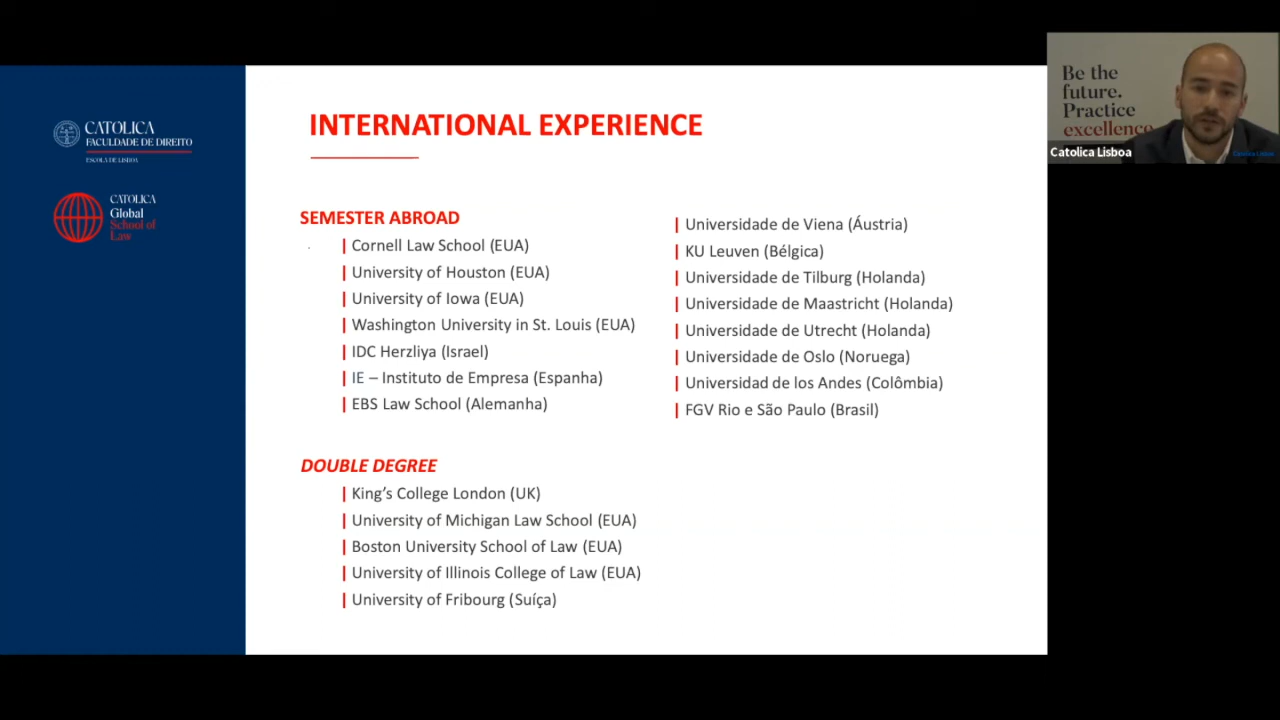 CATOLICA
FACULDADE DE DIREITO
ESCOLA DE LISBOA
CATOLICA
Global
School of
Law
INTERNATIONAL EXPERIENCE
SEMESTER ABROAD
Cornell Law School (EUA)
University of Houston (EUA)
University of Iowa (EUA)
Washington University in St. Louis (EUA)
IDC Herzliya (Israel)
IE – Instituto de Empresa (Espanha)
EBS Law School (Alemanha)
Universidade de Viena (Áustria)
KU Leuven (Bélgica)
Universidade de Tilburg (Holanda)
Universidade de Maastricht (Holanda)
Universidade de Utrecht (Holanda)
Universidade de Oslo (Noruega)
Universidad de los Andes (Colômbia)
FGV Rio e São Paulo (Brasil)
DOUBLE DEGREE
King’s College London (UK)
University of Michigan Law School (EUA)
Boston University School of Law (EUA)
University of Illinois College of Law (EUA)
University of Fribourg (Suíça)
Be the
future.
Practice
excellence
Catolica Lisboa